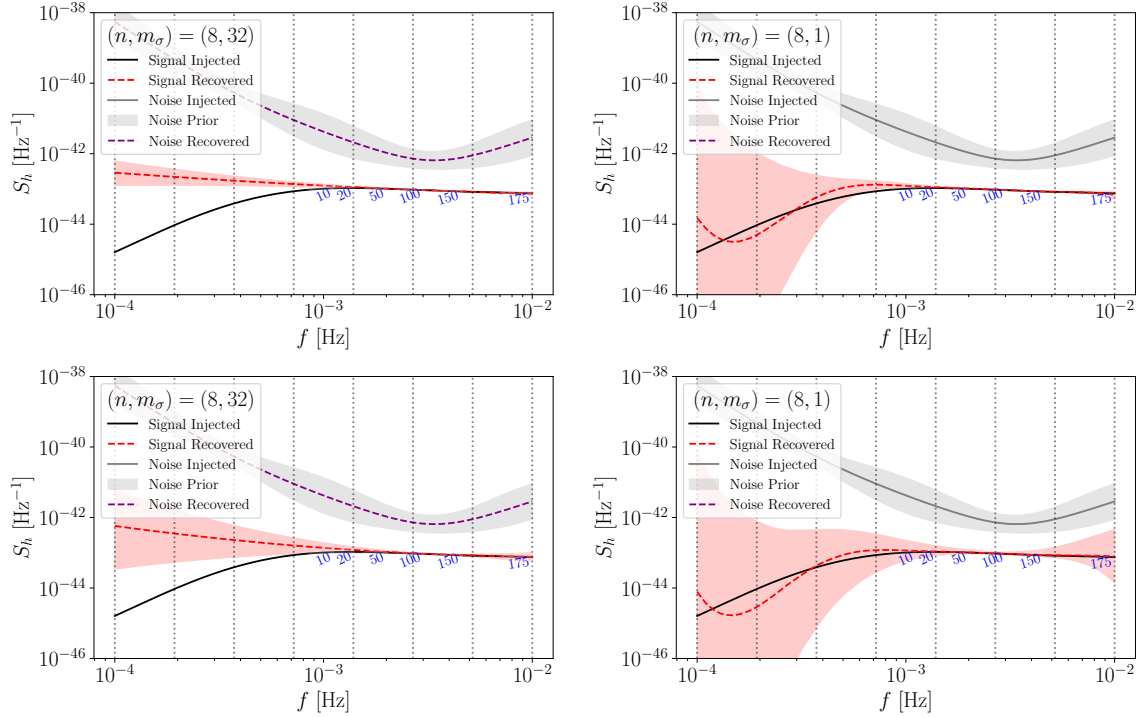 10⁻³⁸
10⁻⁴⁰
10⁻⁴²
10⁻⁴⁴
10⁻⁴⁶
S_h [Hz⁻¹]
(n, m_σ) = (8, 32)
Signal Injected
Signal Recovered
Noise Injected
Noise Prior
Noise Recovered
10 20 50 100 150 175
10⁻⁴ 10⁻³ 10⁻²
f [Hz]
10⁻³⁸
10⁻⁴⁰
10⁻⁴²
10⁻⁴⁴
10⁻⁴⁶
S_h [Hz⁻¹]
(n, m_σ) = (8, 1)
Signal Injected
Signal Recovered
Noise Injected
Noise Prior
Noise Recovered
10 20 50 100 150 175
10⁻⁴ 10⁻³ 10⁻²
f [Hz]
10⁻³⁸
10⁻⁴⁰
10⁻⁴²
10⁻⁴⁴
10⁻⁴⁶
S_h [Hz⁻¹]
(n, m_σ) = (8, 32)
Signal Injected
Signal Recovered
Noise Injected
Noise Prior
Noise Recovered
10 20 50 100 150 175
10⁻⁴ 10⁻³ 10⁻²
f [Hz]
10⁻³⁸
10⁻⁴⁰
10⁻⁴²
10⁻⁴⁴
10⁻⁴⁶
S_h [Hz⁻¹]
(n, m_σ) = (8, 1)
Signal Injected
Signal Recovered
Noise Injected
Noise Prior
Noise Recovered
10 20 50 100 150 175
10⁻⁴ 10⁻³ 10⁻²
f [Hz]